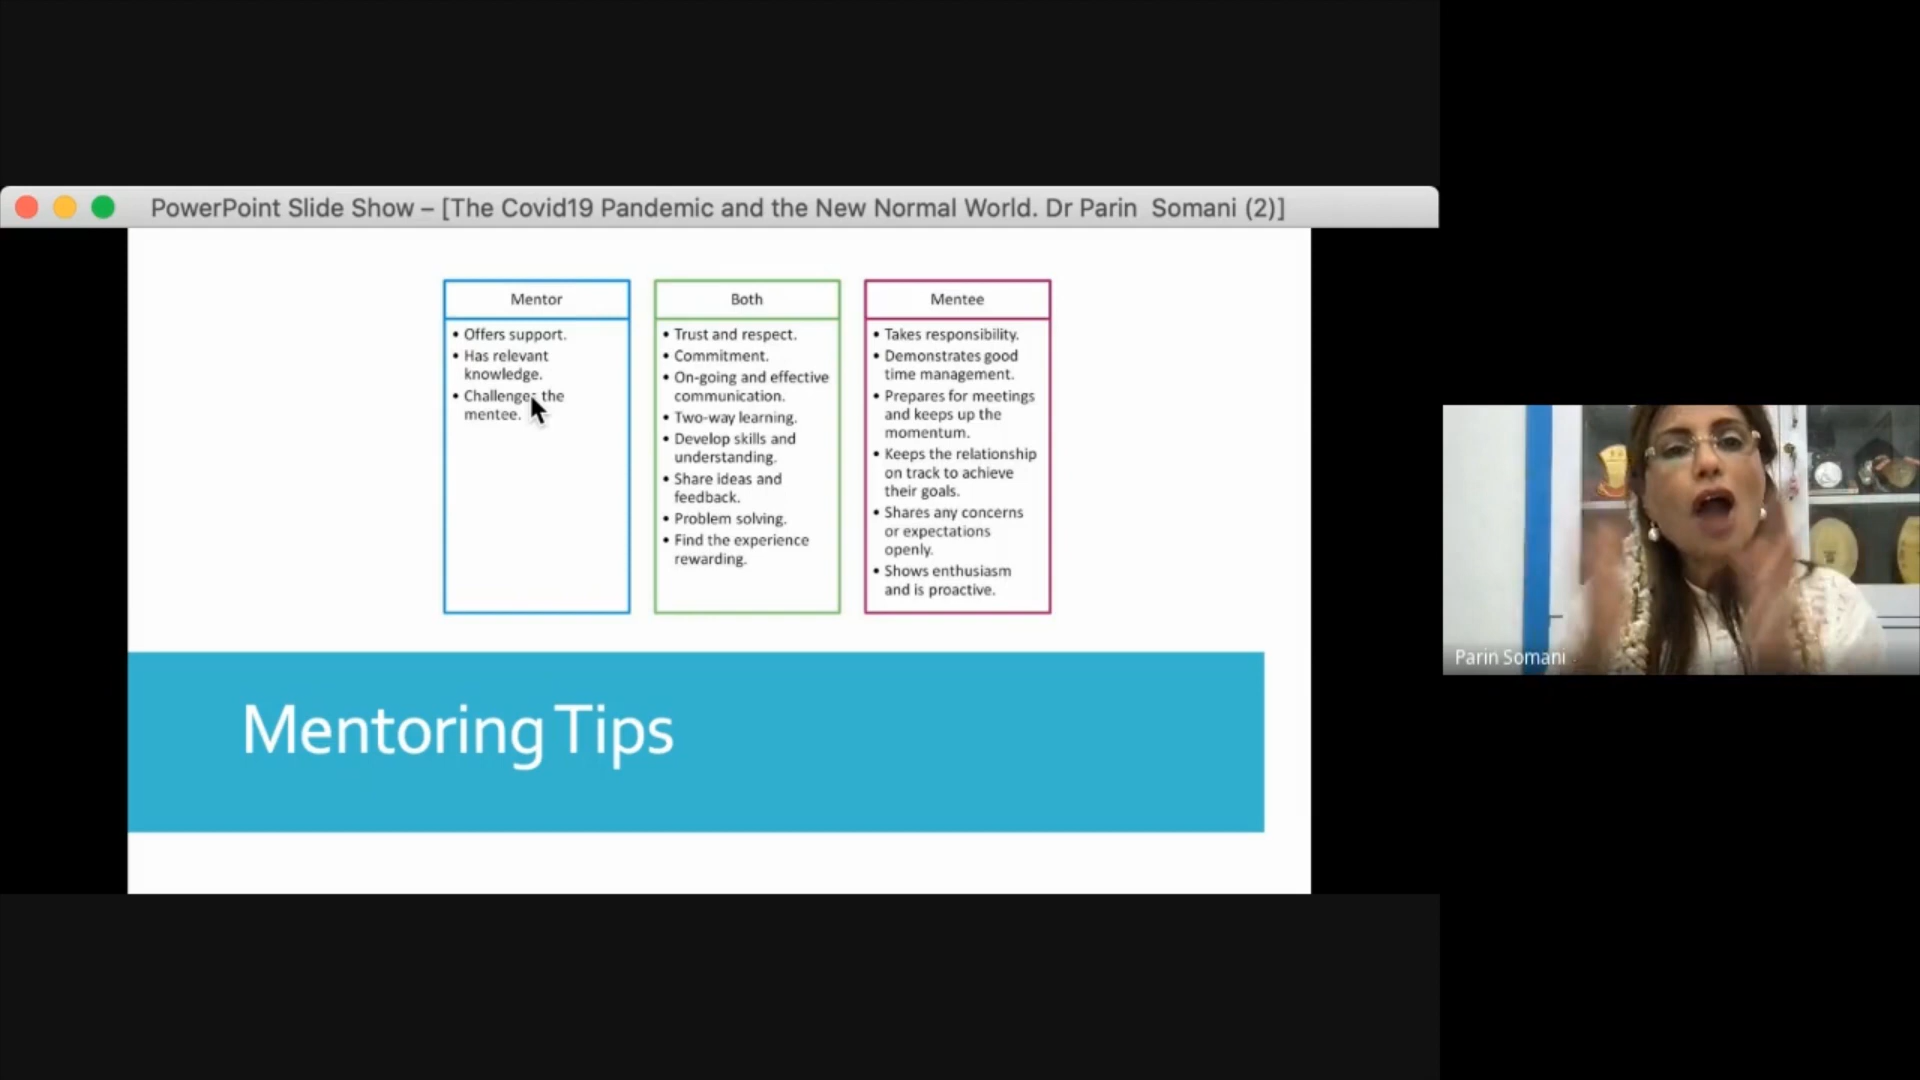 PowerPoint Slide Show – [The Covid19 Pandemic and the New Normal World. Dr Parin  Somani (2)]
Mentor
• Offers support.
• Has relevant
knowledge.
• Challenges the
mentee.
Both
• Trust and respect.
• Commitment.
• On-going and effective
communication.
• Two-way learning.
• Develop skills and
understanding.
• Share ideas and
feedback.
• Problem solving.
• Find the experience
rewarding.
Mentee
• Takes responsibility.
• Demonstrates good
time management.
• Prepares for meetings
and keeps up the
momentum.
• Keeps the relationship
on track to achieve
their goals.
• Shares any concerns
or expectations
openly.
• Shows enthusiasm
and is proactive.
Mentoring Tips
Parin Somani